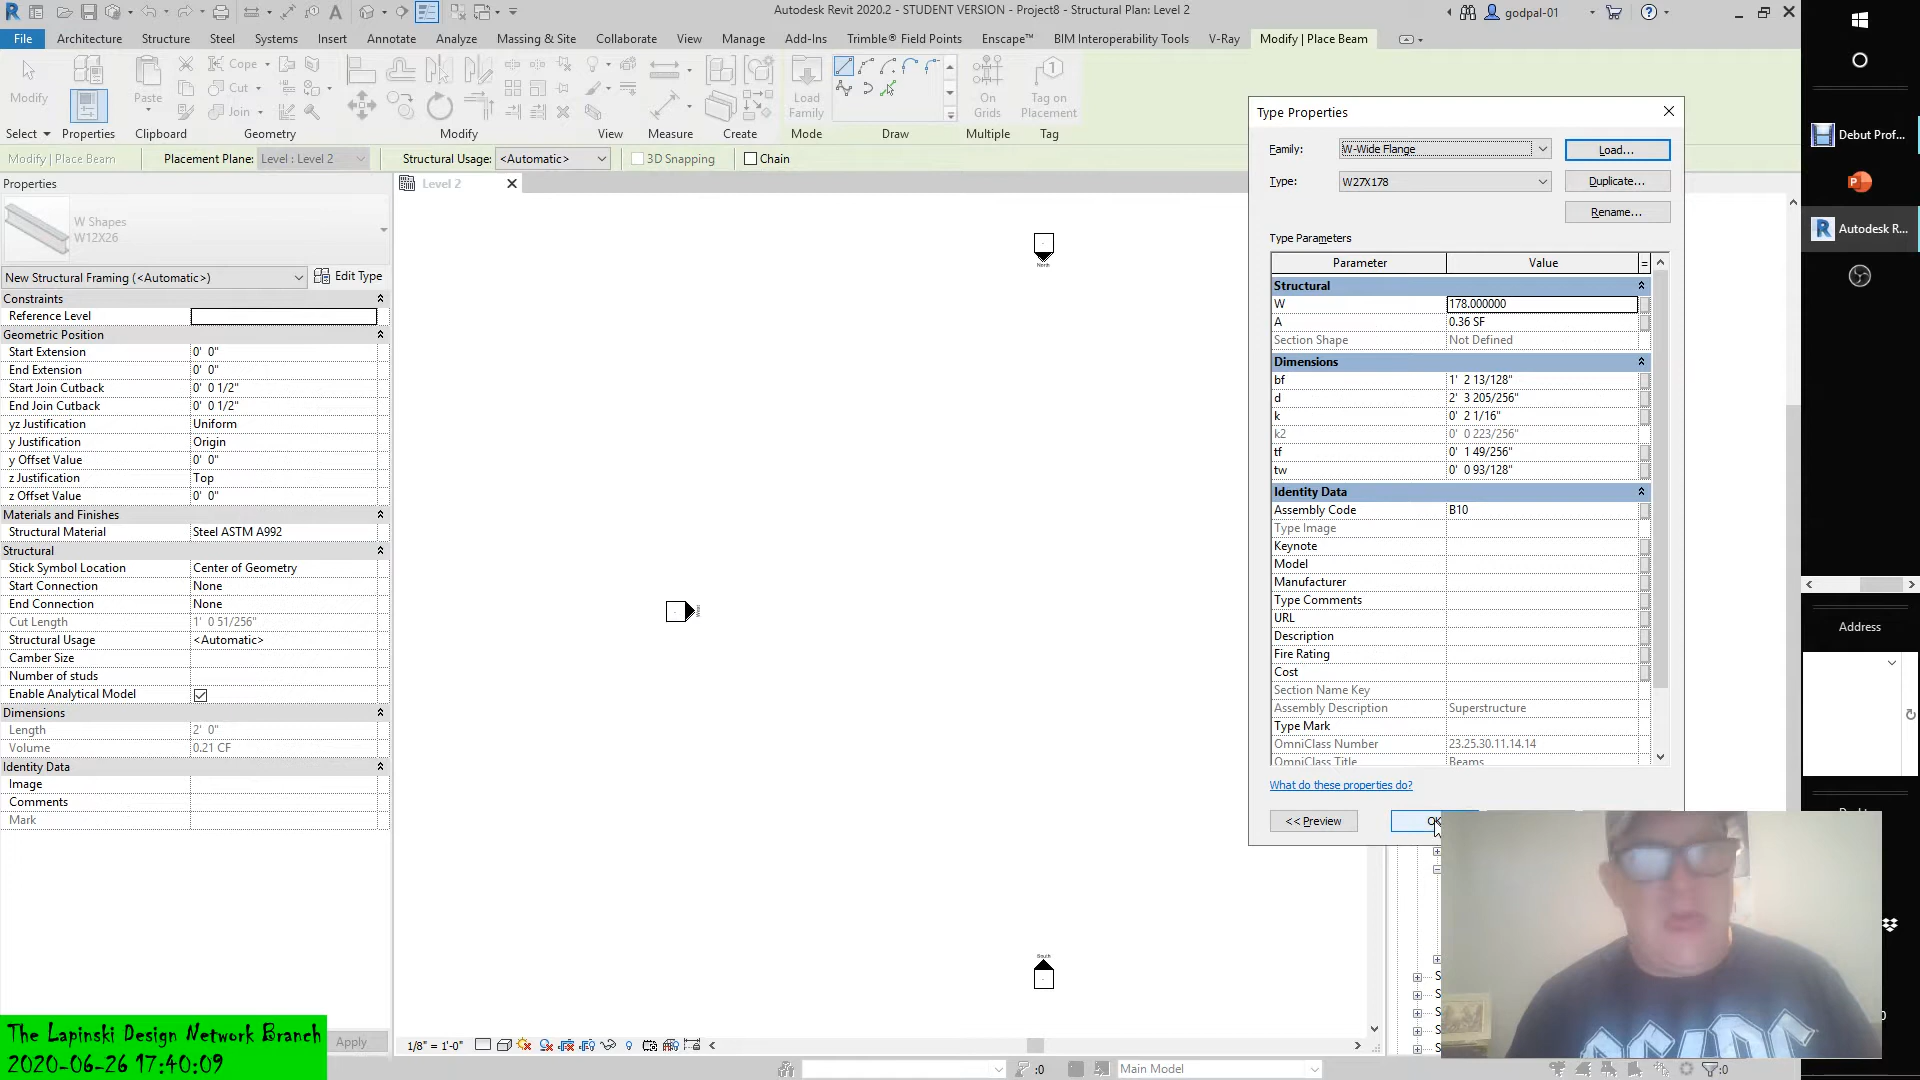 Autodesk Revit 2020.2 - STUDENT VERSION - Project8 - Structural Plan: Level 2
godpal-01
File Architecture Structure Steel Systems Insert Annotate Analyze Massing & Site Collaborate View Manage Add-Ins Trimble® Field Points Enscape™ BIM Interoperability Tools V-Ray Modify | Place Beam
Modify
Paste
Cope
Cut
Join
Load
Family
On
Grids
Tag on
Placement
Select Properties Clipboard Geometry Modify View Measure Create Mode Draw Multiple Tag
Modify | Place Beam Placement Plane: Level : Level 2 Structural Usage: <Automatic> 3D Snapping Chain
Properties
W Shapes
W12X26
New Structural Framing (<Automatic>) Edit Type
Constraints
Reference Level
Geometric Position
Start Extension 0' 0"
End Extension 0' 0"
Start Join Cutback 0' 0 1/2"
End Join Cutback 0' 0 1/2"
yz Justification Uniform
y Justification Origin
y Offset Value 0' 0"
z Justification Top
z Offset Value 0' 0"
Materials and Finishes
Structural Material Steel ASTM A992
Structural
Stick Symbol Location Center of Geometry
Start Connection None
End Connection None
Cut Length 1' 0 51/256"
Structural Usage <Automatic>
Camber Size
Number of studs
Enable Analytical Model
Dimensions
Length 2' 0"
Volume 0.21 CF
Identity Data
Image
Comments
Mark
Apply
Level 2
North
South
Type Properties
Family: W-Wide Flange Load...
Type: W27X178 Duplicate...
Rename...
Type Parameters
Parameter Value =
Structural
W 178.000000
A 0.36 SF
Section Shape Not Defined
Dimensions
bf 1' 2 13/128"
d 2' 3 205/256"
k 0' 2 1/16"
k2 0' 0 223/256"
tf 0' 1 49/256"
tw 0' 0 93/128"
Identity Data
Assembly Code B10
Type Image
Keynote
Model
Manufacturer
Type Comments
URL
Description
Fire Rating
Cost
Section Name Key
Assembly Description Superstructure
Type Mark
OmniClass Number 23.25.30.11.14.14
OmniClass Title Beams
What do these properties do?
<< Preview OK
Debut Prof...
Autodesk R...
Address
AC DC
The Lapinski Design Network Branch
2020-06-26 17:40:09
1/8" = 1'-0"
:0 Main Model :0